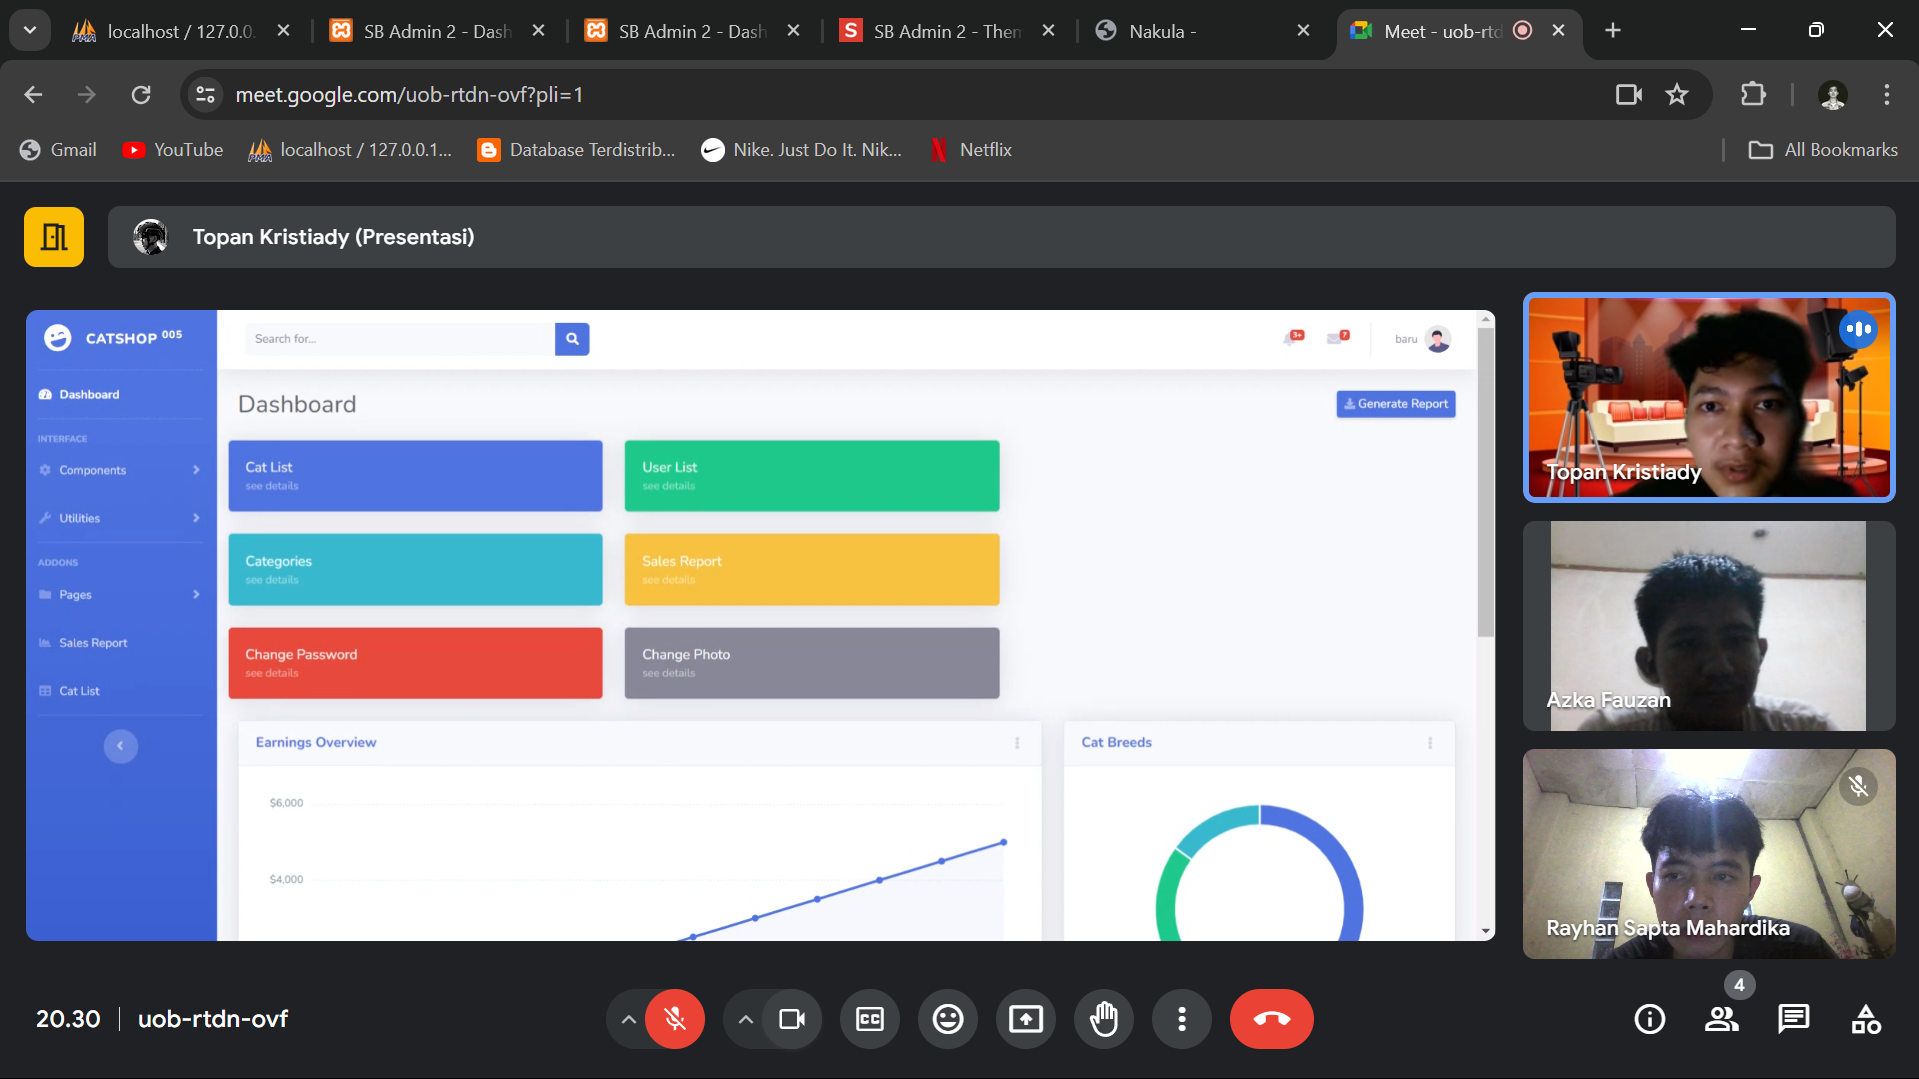 localhost / 127.0.0.
SB Admin 2 - Dash
SB Admin 2 - Dash
SB Admin 2 - Then
Nakula -
Meet - uob-rtd
meet.google.com/uob-rtdn-ovf?pli=1
Gmail
YouTube
localhost / 127.0.0.1...
Database Terdistrib...
Nike. Just Do It. Nik...
Netflix
All Bookmarks
Topan Kristiady (Presentasi)
CATSHOP 005
Search for...
3+
7
baru
Dashboard
INTERFACE
Components
Utilities
ADDONS
Pages
Sales Report
Cat List
Dashboard
Generate Report
Cat List
see details
User List
see details
Categories
see details
Sales Report
see details
Change Password
see details
Change Photo
see details
Earnings Overview
$6,000
$4,000
Cat Breeds
Topan Kristiady
Azka Fauzan
Rayhan Sapta Mahardika
20.30
uob-rtdn-ovf
CC
4